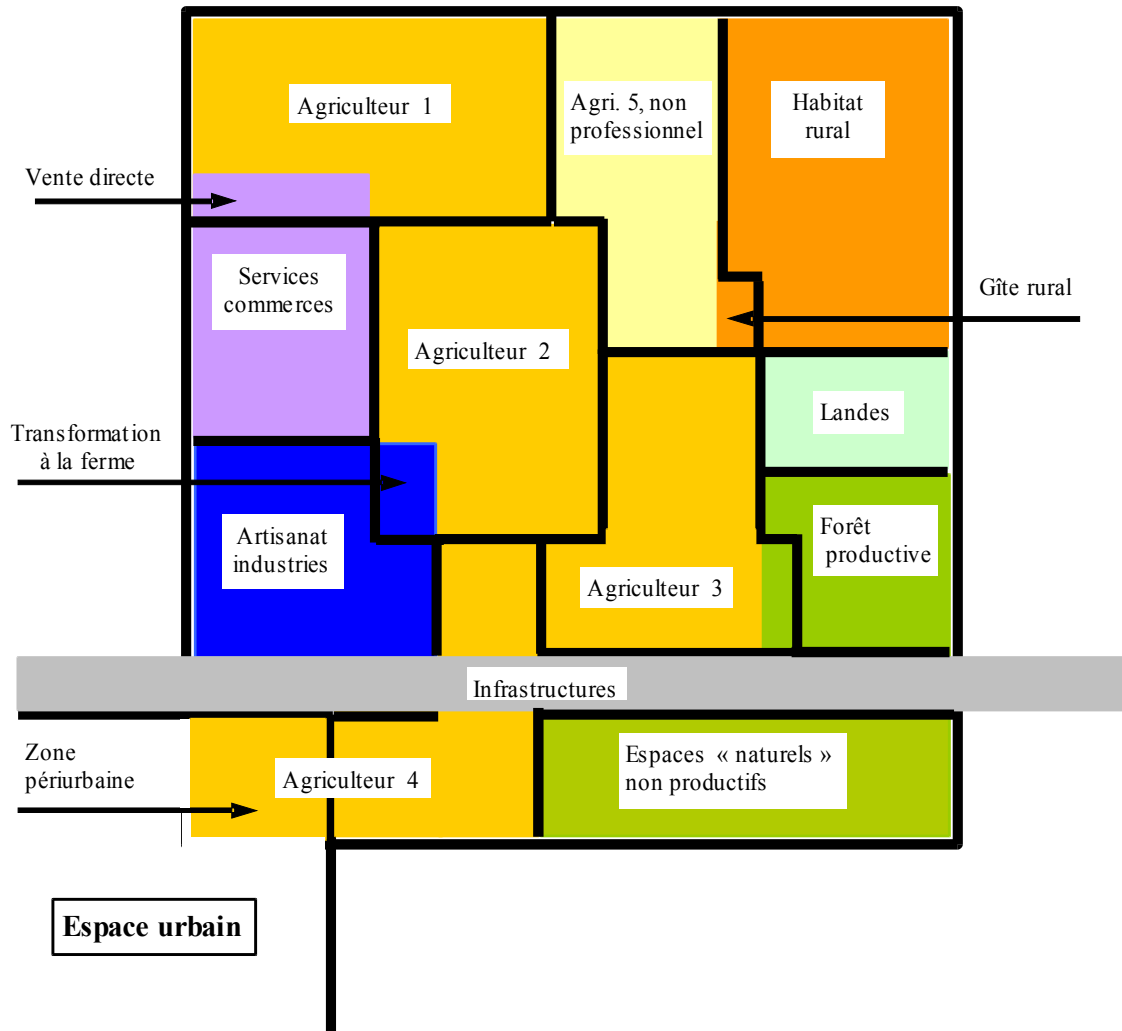 Agriculteur 1
Agri. 5, non
professionnel
Habitat
rural
Vente directe
Services
commerces
Gîte rural
Agriculteur 2
Landes
Transformation
à la ferme
Artisanat
industries
Forêt
productive
Agriculteur 3
Infrastructures
Zone
périurbaine
Agriculteur 4
Espaces « naturels »
non productifs
Espace urbain